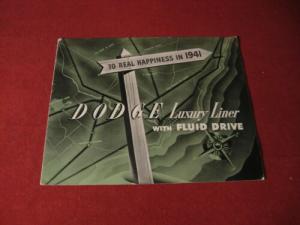 TO REAL HAPPINESS IN 1941
DODGE Luxury Liner
WITH FLUID DRIVE